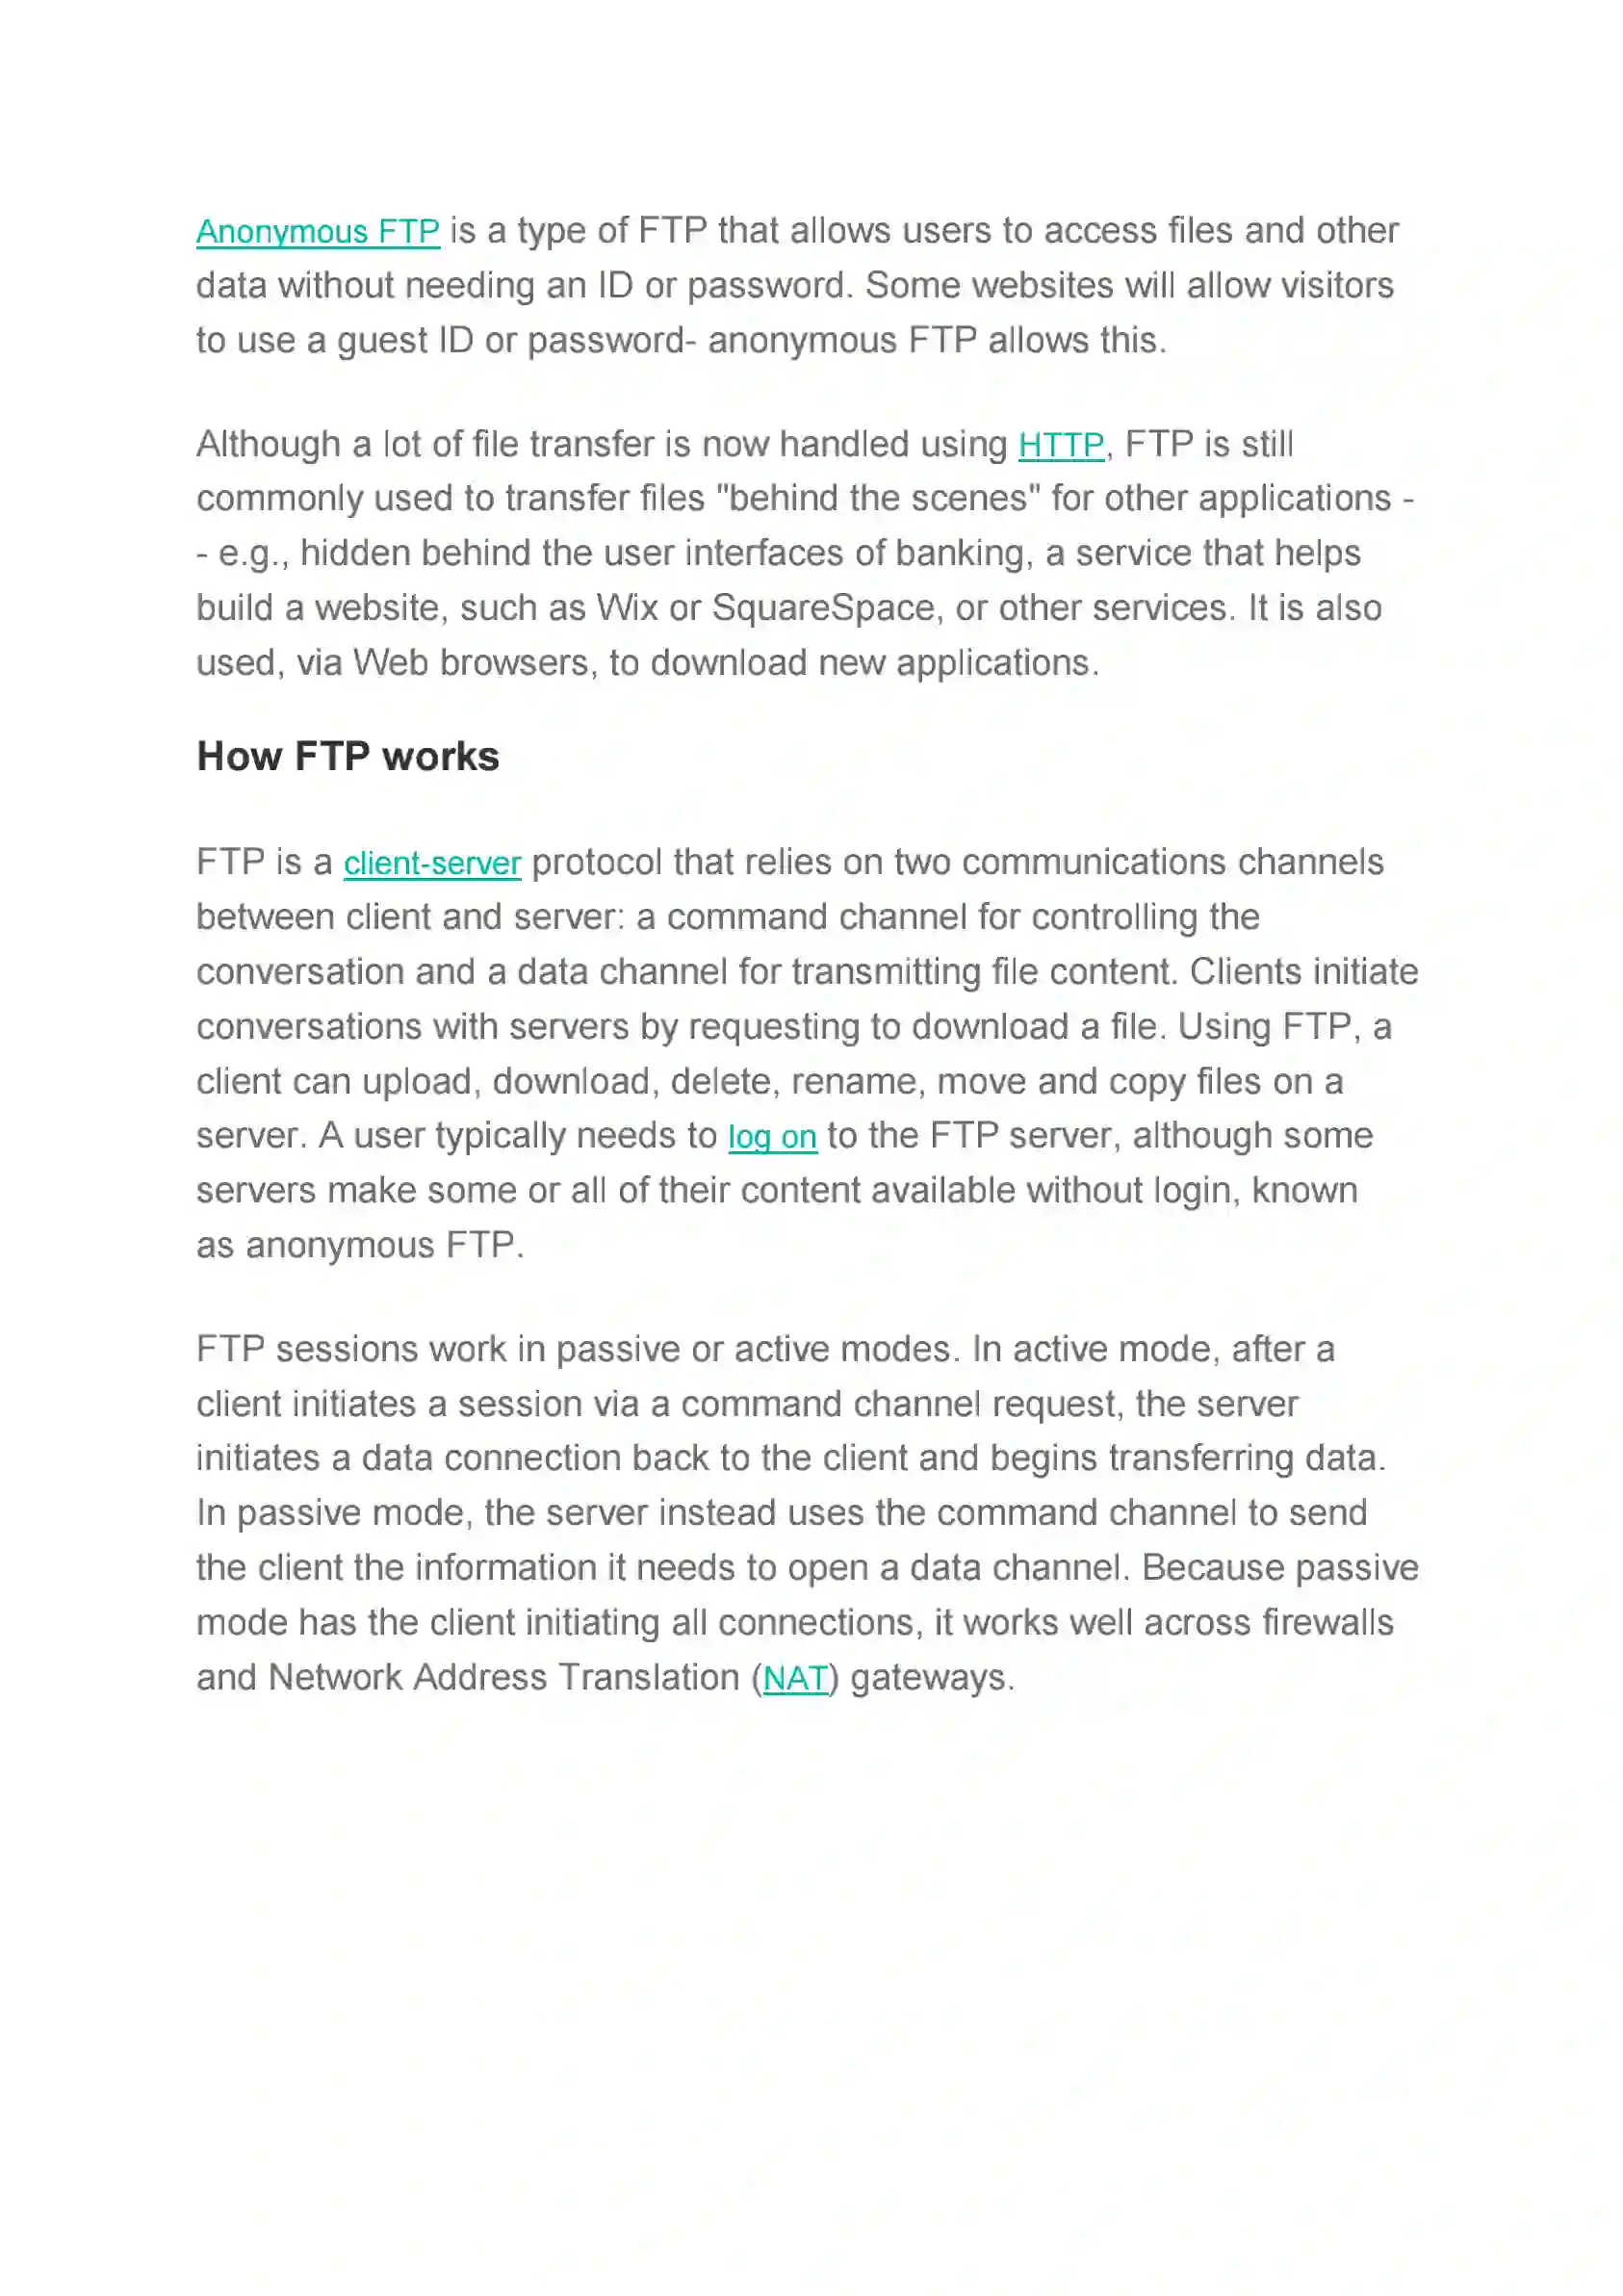 Anonymous FTP is a type of FTP that allows users to access files and other
data without needing an ID or password. Some websites will allow visitors
to use a guest ID or password- anonymous FTP allows this.
Although a lot of file transfer is now handled using HTTP, FTP is still
commonly used to transfer files "behind the scenes" for other applications -
- e.g., hidden behind the user interfaces of banking, a service that helps
build a website, such as Wix or SquareSpace, or other services. It is also
used, via Web browsers, to download new applications.
How FTP works
FTP is a client-server protocol that relies on two communications channels
between client and server: a command channel for controlling the
conversation and a data channel for transmitting file content. Clients initiate
conversations with servers by requesting to download a file. Using FTP, a
client can upload, download, delete, rename, move and copy files on a
server. A user typically needs to log on to the FTP server, although some
servers make some or all of their content available without login, known
as anonymous FTP.
FTP sessions work in passive or active modes. In active mode, after a
client initiates a session via a command channel request, the server
initiates a data connection back to the client and begins transferring data.
In passive mode, the server instead uses the command channel to send
the client the information it needs to open a data channel. Because passive
mode has the client initiating all connections, it works well across firewalls
and Network Address Translation (NAT) gateways.